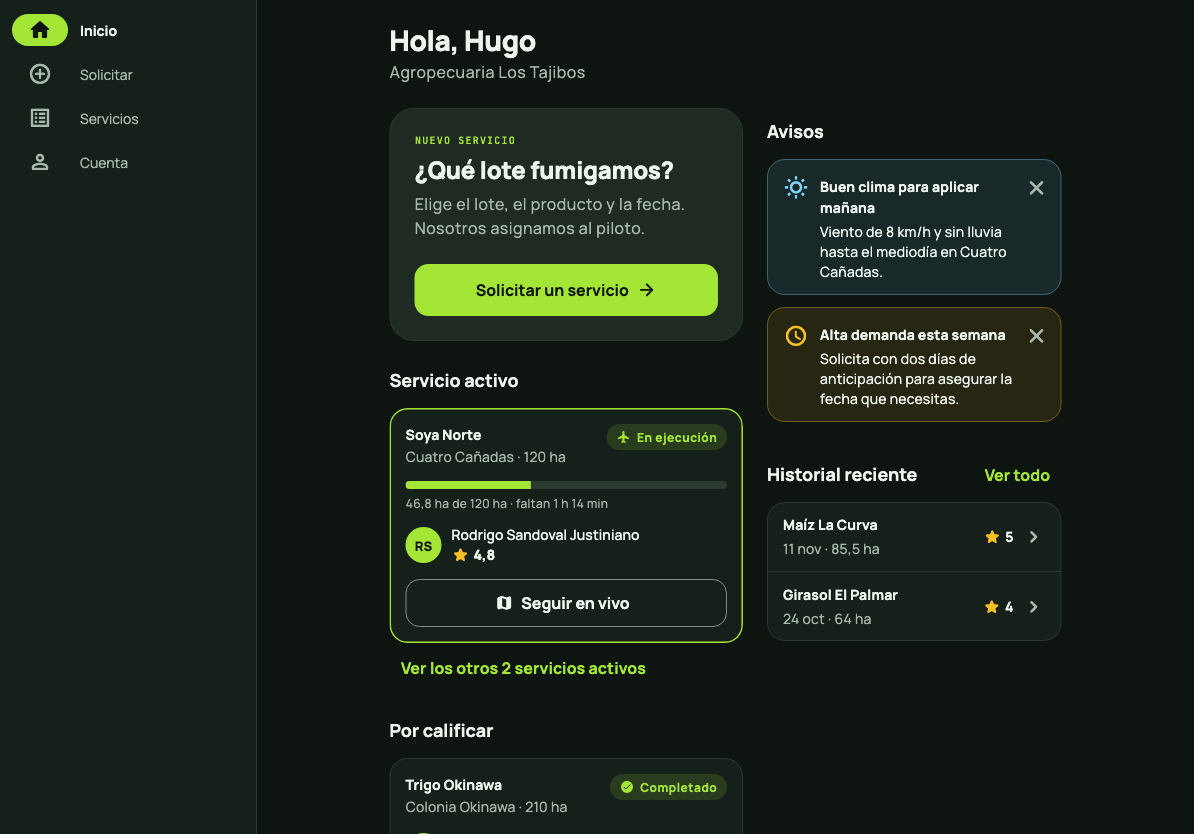 Inicio
Solicitar
Servicios
Cuenta
Hola, Hugo
Agropecuaria Los Tajibos
NUEVO SERVICIO
¿Qué lote fumigamos?
Elige el lote, el producto y la fecha.
Nosotros asignamos al piloto.
Solicitar un servicio
Servicio activo
Soya Norte
En ejecución
Cuatro Cañadas · 120 ha
46,8 ha de 120 ha · faltan 1 h 14 min
RS
Rodrigo Sandoval Justiniano
4,8
Seguir en vivo
Ver los otros 2 servicios activos
Por calificar
Trigo Okinawa
Completado
Colonia Okinawa · 210 ha
Avisos
Buen clima para aplicar
mañana
Viento de 8 km/h y sin lluvia
hasta el mediodía en Cuatro
Cañadas.
Alta demanda esta semana
Solicita con dos días de
anticipación para asegurar la
fecha que necesitas.
Historial reciente
Ver todo
Maíz La Curva
11 nov · 85,5 ha
5
Girasol El Palmar
24 oct · 64 ha
4